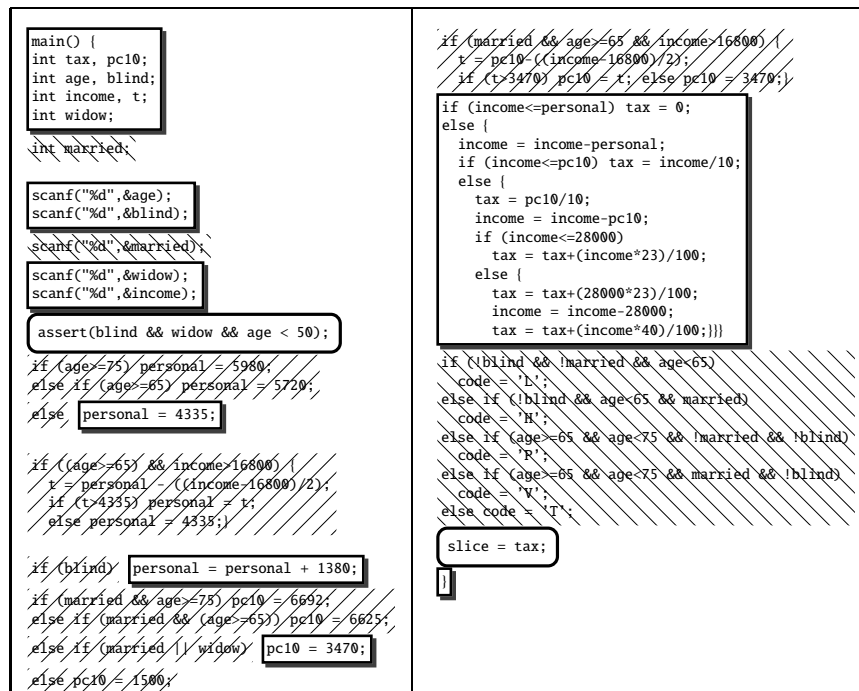 main() {
int tax, pc10;
int age, blind;
int income, t;
int widow;
int married;
scanf("%d",&age);
scanf("%d",&blind);
scanf("%d",&married);
scanf("%d",&widow);
scanf("%d",&income);
assert(blind && widow && age < 50);
if (age>=75) personal = 5980;
else if (age>=65) personal = 5720;
else personal = 4335;
if ((age>=65) && income>16800) {
t = personal - ((income-16800)/2);
if (t>4335) personal = t;
else personal = 4335;}
if (blind) personal = personal + 1380;
if (married && age>=75) pc10 = 6692;
else if (married && (age>=65)) pc10 = 6625;
else if (married || widow) pc10 = 3470;
else pc10 = 1500;
if (married && age>=65 && income>16800) {
t = pc10-((income-16800)/2);
if (t>3470) pc10 = t; else pc10 = 3470;}
if (income<=personal) tax = 0;
else {
income = income-personal;
if (income<=pc10) tax = income/10;
else {
tax = pc10/10;
income = income-pc10;
if (income<=28000)
tax = tax+(income*23)/100;
else {
tax = tax+(28000*23)/100;
income = income-28000;
tax = tax+(income*40)/100;}}}
if (!blind && !married && age<65)
code = 'L';
else if (!blind && age<65 && married)
code = 'H';
else if (age>=65 && age<75 && !married && !blind)
code = 'P';
else if (age>=65 && age<75 && married && !blind)
code = 'V';
else code = 'T';
slice = tax;
}